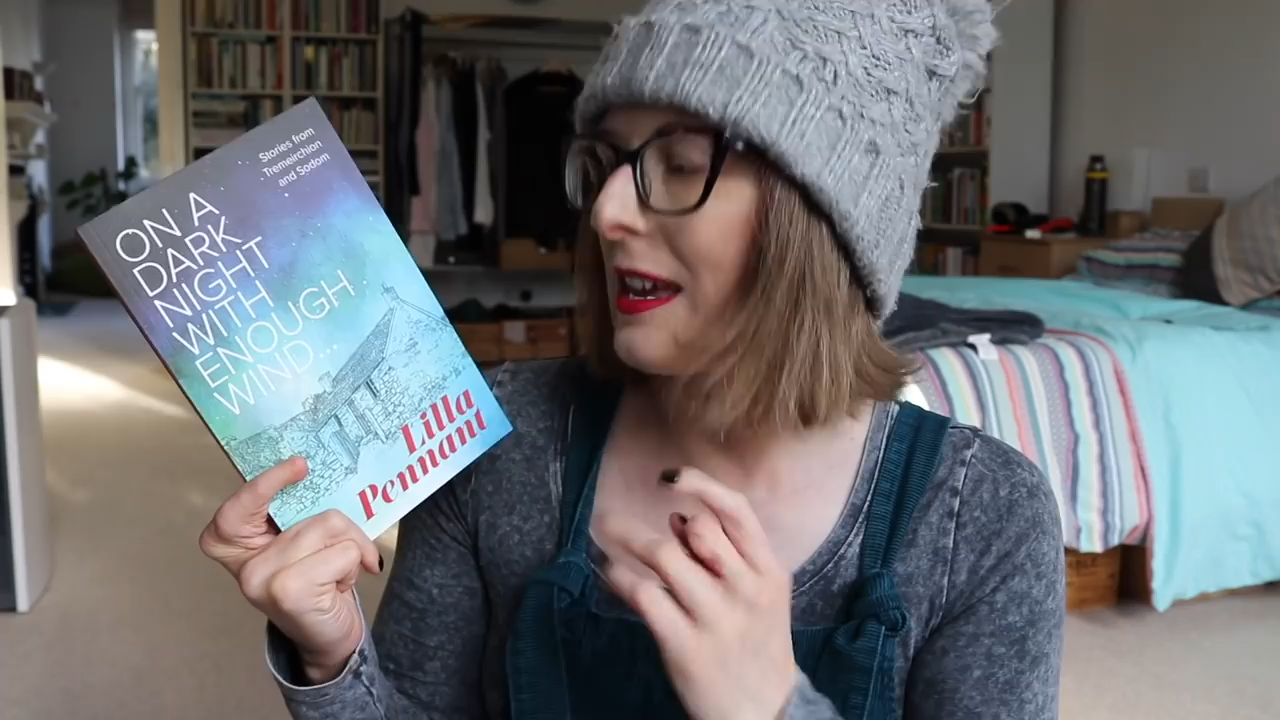 Stories from
Tremeirchion
and Sodom
ON A
DARK
NIGHT
WITH
ENOUGH
WIND...
Lilla
Pennant